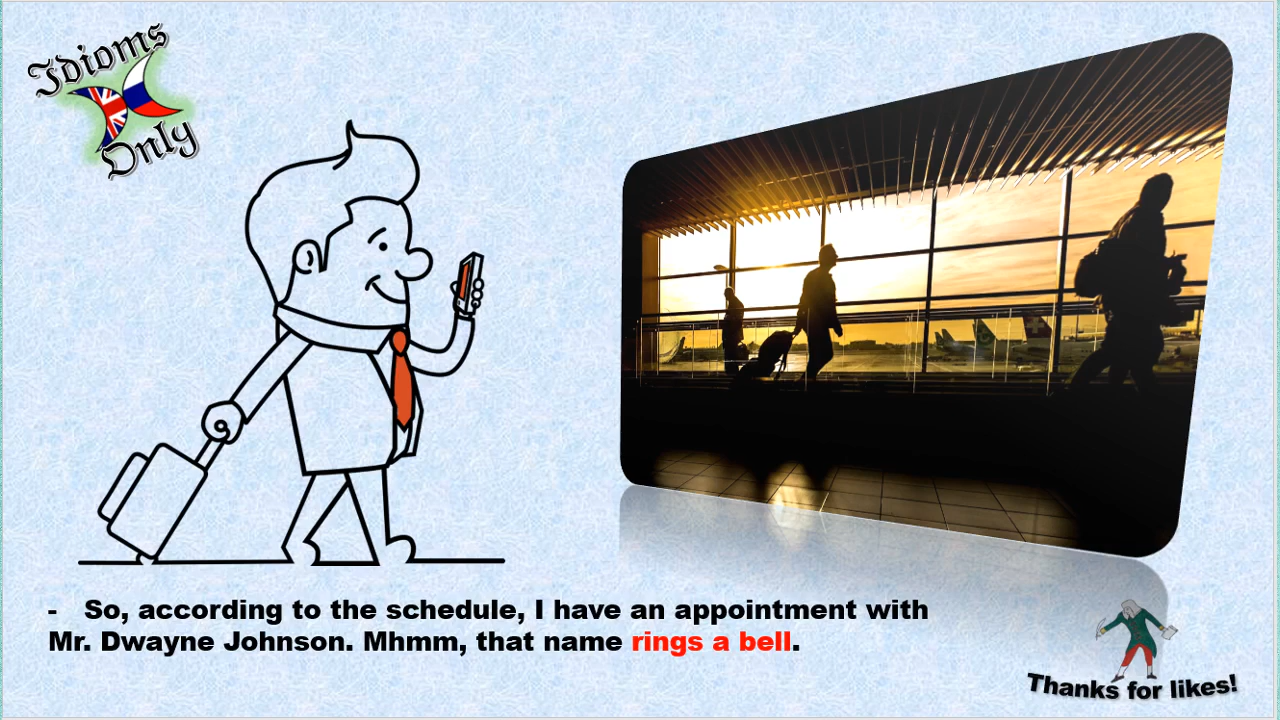 Idioms
Only
- So, according to the schedule, I have an appointment with
Mr. Dwayne Johnson. Mhmm, that name rings a bell.
Thanks for likes!